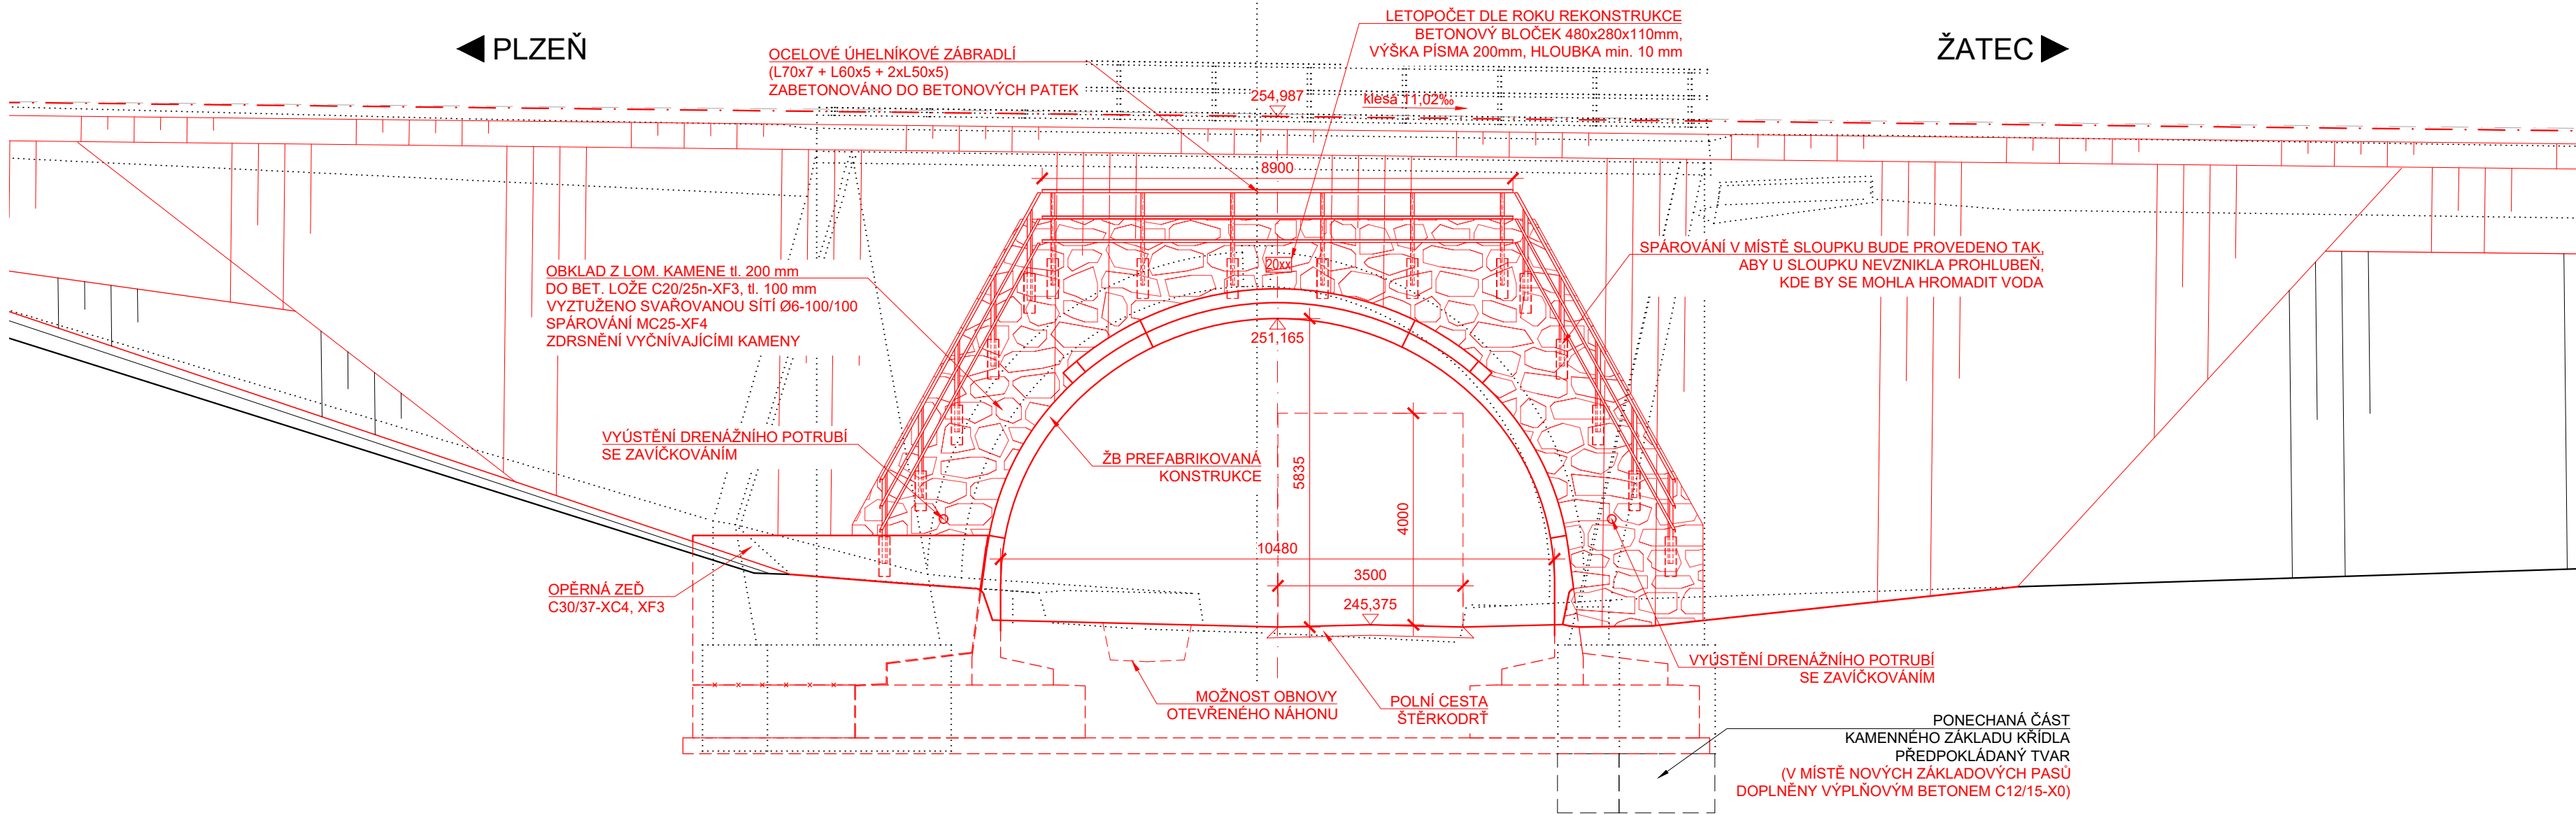 PLZEŇ
ŽATEC
OCELOVÉ ÚHELNÍKOVÉ ZÁBRADLÍ
(L70x7 + L60x5 + 2xL50x5)
ZABETONOVÁNO DO BETONOVÝCH PATEK
LETOPOČET DLE ROKU REKONSTRUKCE
BETONOVÝ BLOČEK 480x280x110mm,
VÝŠKA PÍSMA 200mm, HLOUBKA min. 10 mm
254,987
klesá 11,02‰
8900
20xx
SPÁROVÁNÍ V MÍSTĚ SLOUPKU BUDE PROVEDENO TAK,
ABY U SLOUPKU NEVZNIKLA PROHLUBEŇ,
KDE BY SE MOHLA HROMADIT VODA
OBKLAD Z LOM. KAMENE tl. 200 mm
DO BET. LOŽE C20/25n-XF3, tl. 100 mm
VYZTUŽENO SVAŘOVANOU SÍTÍ Ø6-100/100
SPÁROVÁNÍ MC25-XF4
ZDRSNĚNÍ VYČNÍVAJÍCÍMI KAMENY
251,165
VYÚSTĚNÍ DRENÁŽNÍHO POTRUBÍ
SE ZAVÍČKOVÁNÍM
ŽB PREFABRIKOVANÁ
KONSTRUKCE
5835
4000
10480
3500
245,375
OPĚRNÁ ZEĎ
C30/37-XC4, XF3
VYÚSTĚNÍ DRENÁŽNÍHO POTRUBÍ
SE ZAVÍČKOVÁNÍM
MOŽNOST OBNOVY
OTEVŘENÉHO NÁHONU
POLNÍ CESTA
ŠTĚRKODRŤ
PONECHANÁ ČÁST
KAMENNÉHO ZÁKLADU KŘÍDLA
PŘEDPOKLÁDANÝ TVAR
(V MÍSTĚ NOVÝCH ZÁKLADOVÝCH PASŮ
DOPLNĚNY VÝPLŇOVÝM BETONEM C12/15-X0)